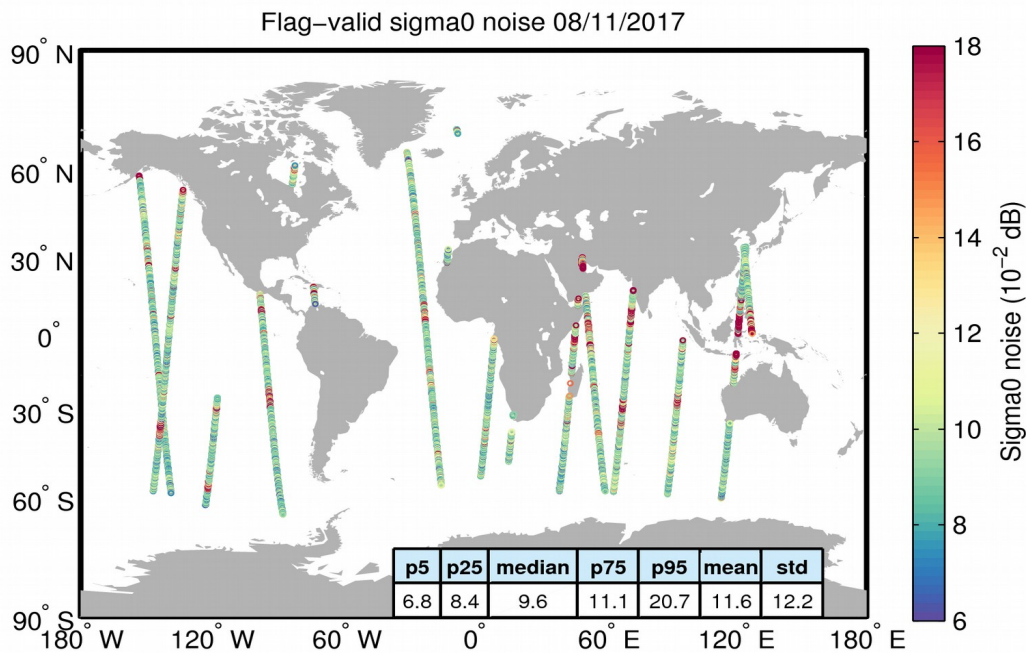 Flag−valid sigma0 noise 08/11/2017
90° N
60° N
30° N
0°
30° S
60° S
90° S
180° W
120° W
60° W
0°
60° E
120° E
180° E
p5 p25 median p75 p95 mean std
6.8 8.4 9.6 11.1 20.7 11.6 12.2
18
16
14
12
10
8
6
Sigma0 noise (10⁻² dB)